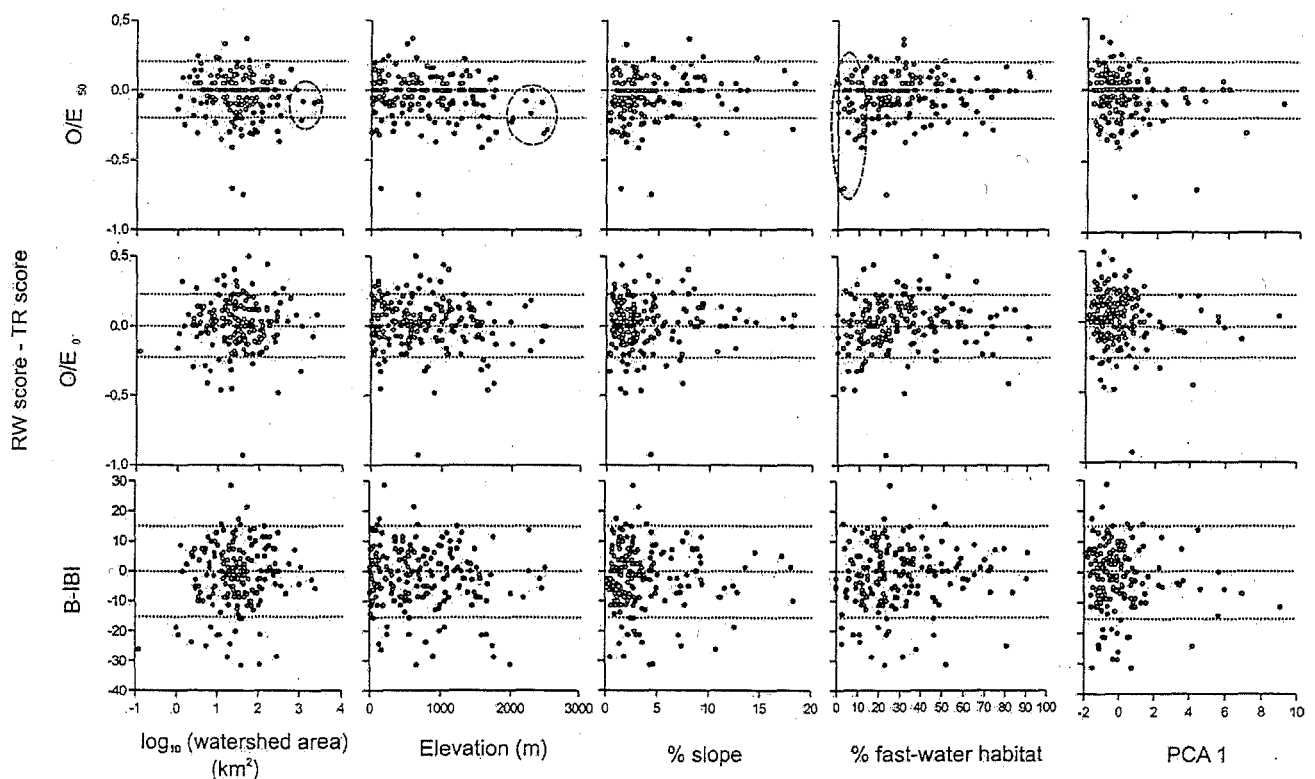 RW score - TR score
O/E 50
0.5
0.0
-0.5
-1.0
O/E 0
0.5
0.0
-0.5
-1.0
B-IBI
30
20
10
0
-10
-20
-30
-40
-1 0 1 2 3 4
log₁₀ (watershed area)
(km²)
0 1000 2000 3000
Elevation (m)
0 5 10 15 20
% slope
0 10 20 30 40 50 60 70 80 90 100
% fast-water habitat
-2 0 2 4 6 8 10
PCA 1